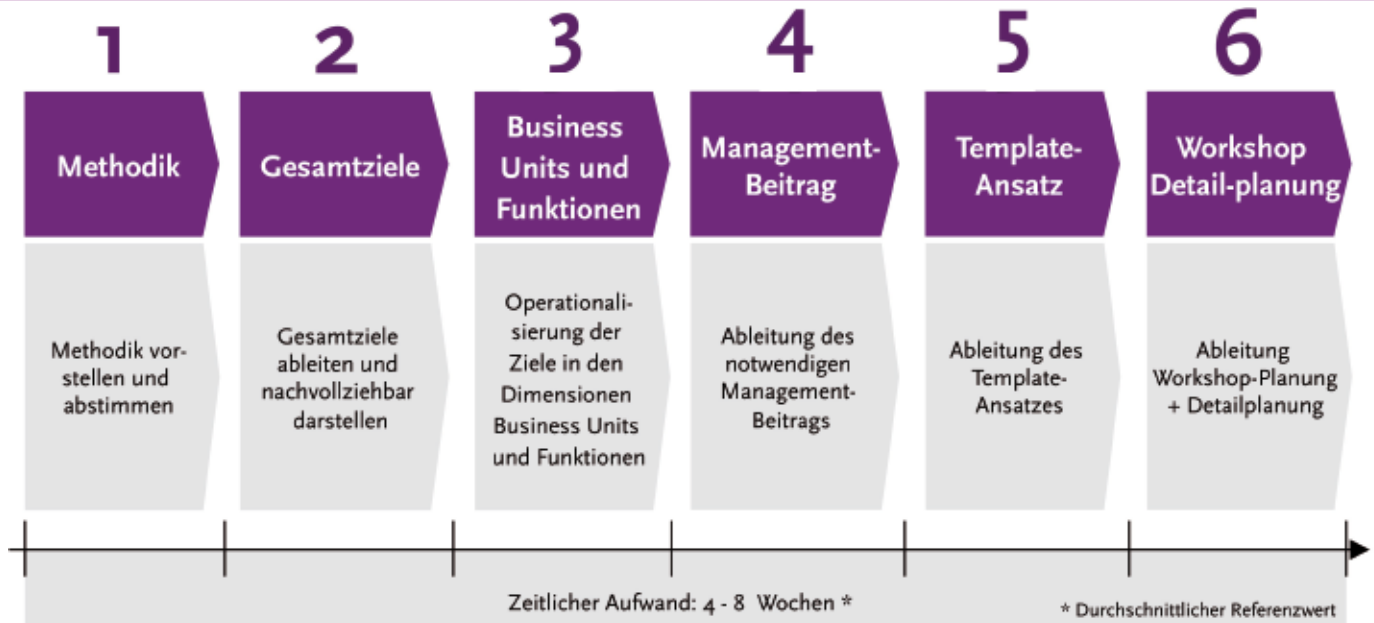 1
2
3
4
5
6
Methodik
Gesamtziele
Business
Units und
Funktionen
Management-
Beitrag
Template-
Ansatz
Workshop
Detail-planung
Methodik vor-
stellen und
abstimmen
Gesamtziele
ableiten und
nachvollziehbar
darstellen
Operationali-
sierung der
Ziele in den
Dimensionen
Business Units
und Funktionen
Ableitung des
notwendigen
Management-
Beitrags
Ableitung des
Template-
Ansatzes
Ableitung
Workshop-Planung
+ Detailplanung
Zeitlicher Aufwand: 4 - 8 Wochen *
* Durchschnittlicher Referenzwert